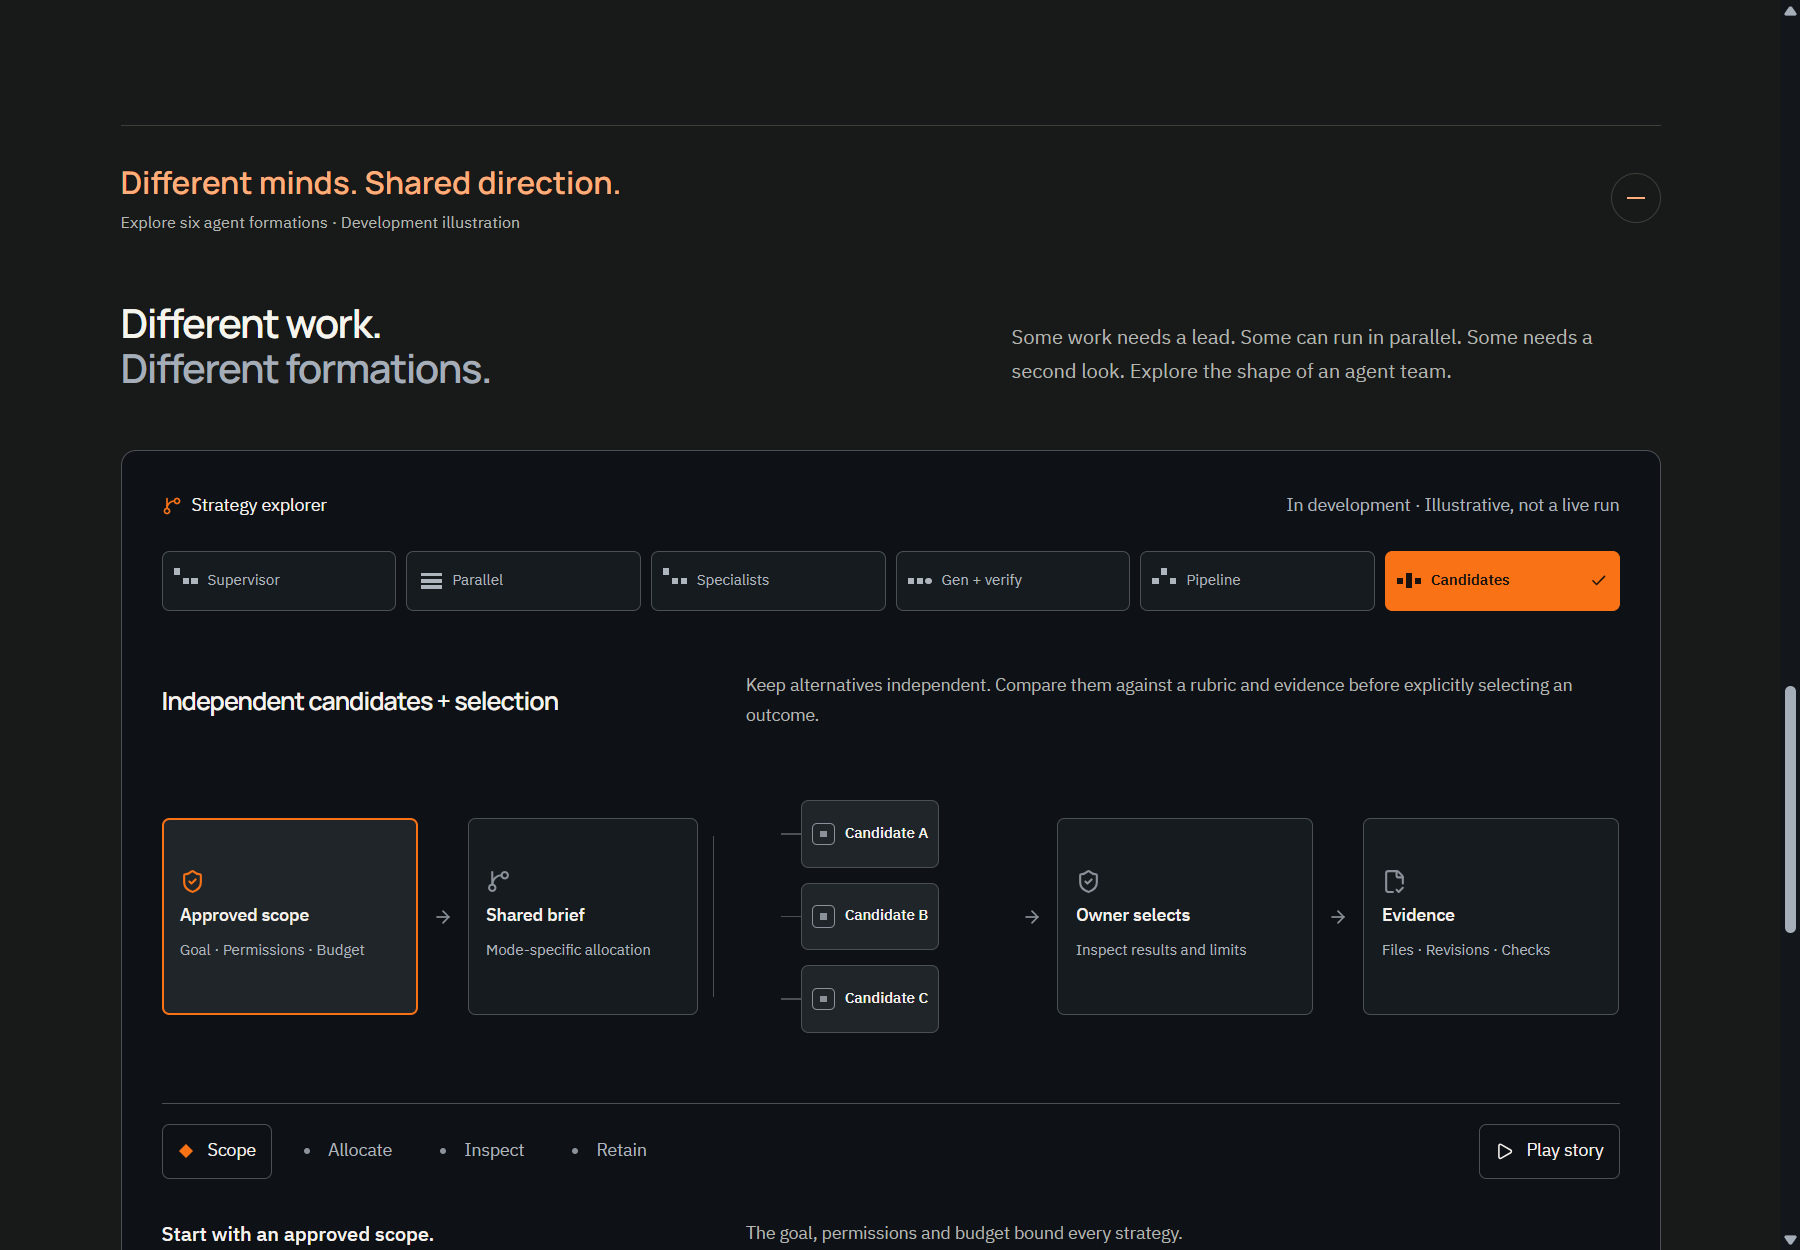 Different minds. Shared direction.
Explore six agent formations · Development illustration
Different work.
Different formations.
Some work needs a lead. Some can run in parallel. Some needs a
second look. Explore the shape of an agent team.
Strategy explorer
In development · Illustrative, not a live run
Supervisor
Parallel
Specialists
Gen + verify
Pipeline
Candidates
Independent candidates + selection
Keep alternatives independent. Compare them against a rubric and evidence before explicitly selecting an
outcome.
Approved scope
Goal · Permissions · Budget
Shared brief
Mode-specific allocation
Candidate A
Candidate B
Candidate C
Owner selects
Inspect results and limits
Evidence
Files · Revisions · Checks
Scope
Allocate
Inspect
Retain
Play story
Start with an approved scope.
The goal, permissions and budget bound every strategy.